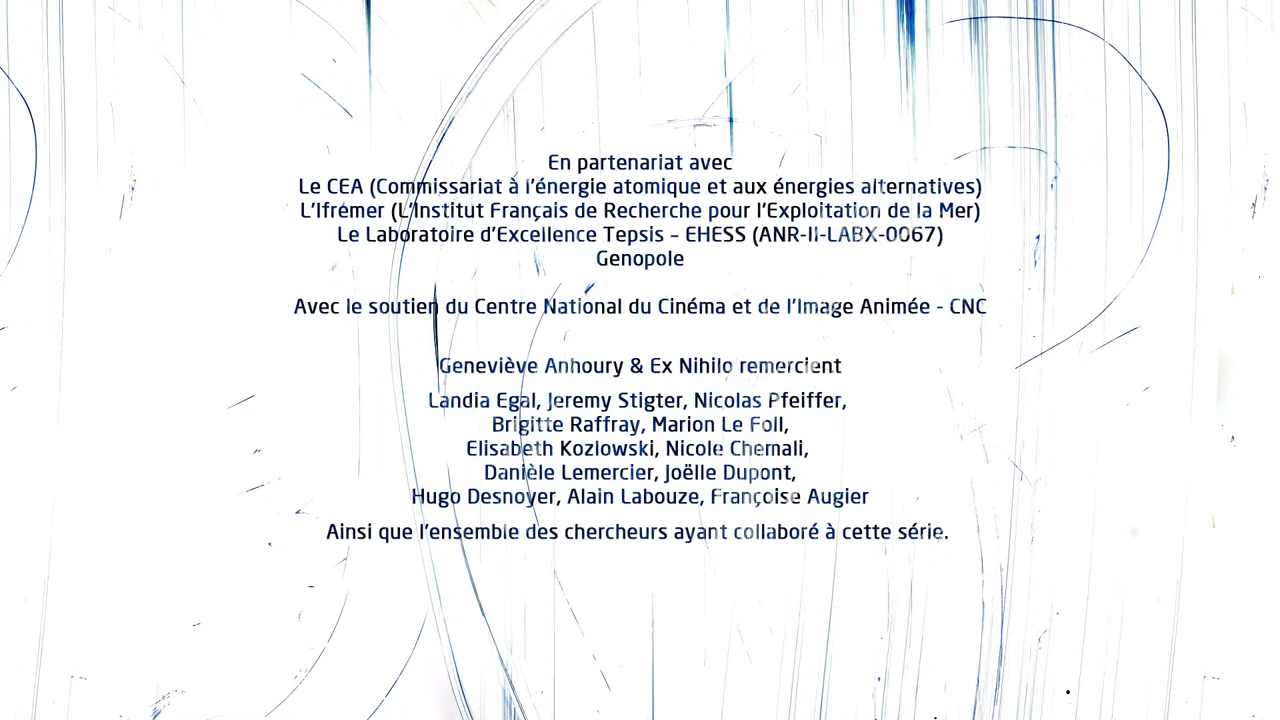 En partenariat avec
Le CEA (Commissariat à l'énergie atomique et aux énergies alternatives)
L'Ifremer (L'Institut Français de Recherche pour l'Exploitation de la Mer)
Le Laboratoire d'Excellence Tepsis – EHESS (ANR-II-LABX-0067)
Genopole
Avec le soutien du Centre National du Cinéma et de l'Image Animée - CNC
Geneviève Anhoury & Ex Nihilo remercient
Landia Egal, Jeremy Stigter, Nicolas Pfeiffer,
Brigitte Raffray, Marion Le Foll,
Elisabeth Kozlowski, Nicole Chemali,
Danièle Lemercier, Joëlle Dupont,
Hugo Desnoyer, Alain Labouze, Françoise Augier
Ainsi que l'ensemble des chercheurs ayant collaboré à cette série.